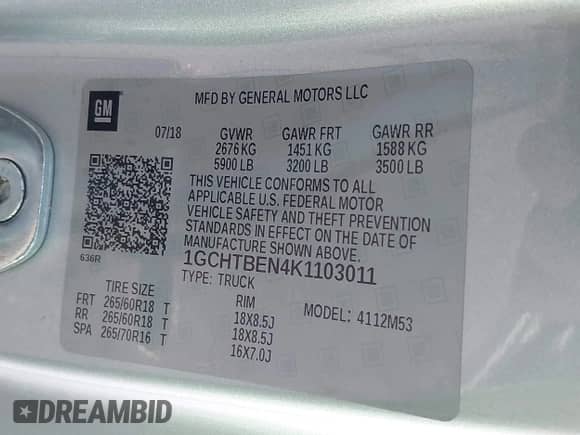 GM
MFD BY GENERAL MOTORS LLC
07/18 GVWR GAWR FRT GAWR RR
2676 KG 1451 KG 1588 KG
5900 LB 3200 LB 3500 LB
THIS VEHICLE CONFORMS TO ALL
APPLICABLE U.S. FEDERAL MOTOR
VEHICLE SAFETY AND THEFT PREVENTION
STANDARDS IN EFFECT ON THE DATE OF
MANUFACTURE SHOWN ABOVE.
636R
1GCHTBEN4K1103011
TYPE: TRUCK
TIRE SIZE RIM MODEL: 4112M53
FRT 265/60R18 T 18X8.5J
RR 265/60R18 T 18X8.5J
SPA 265/70R16 T 16X7.0J
DREAMBID